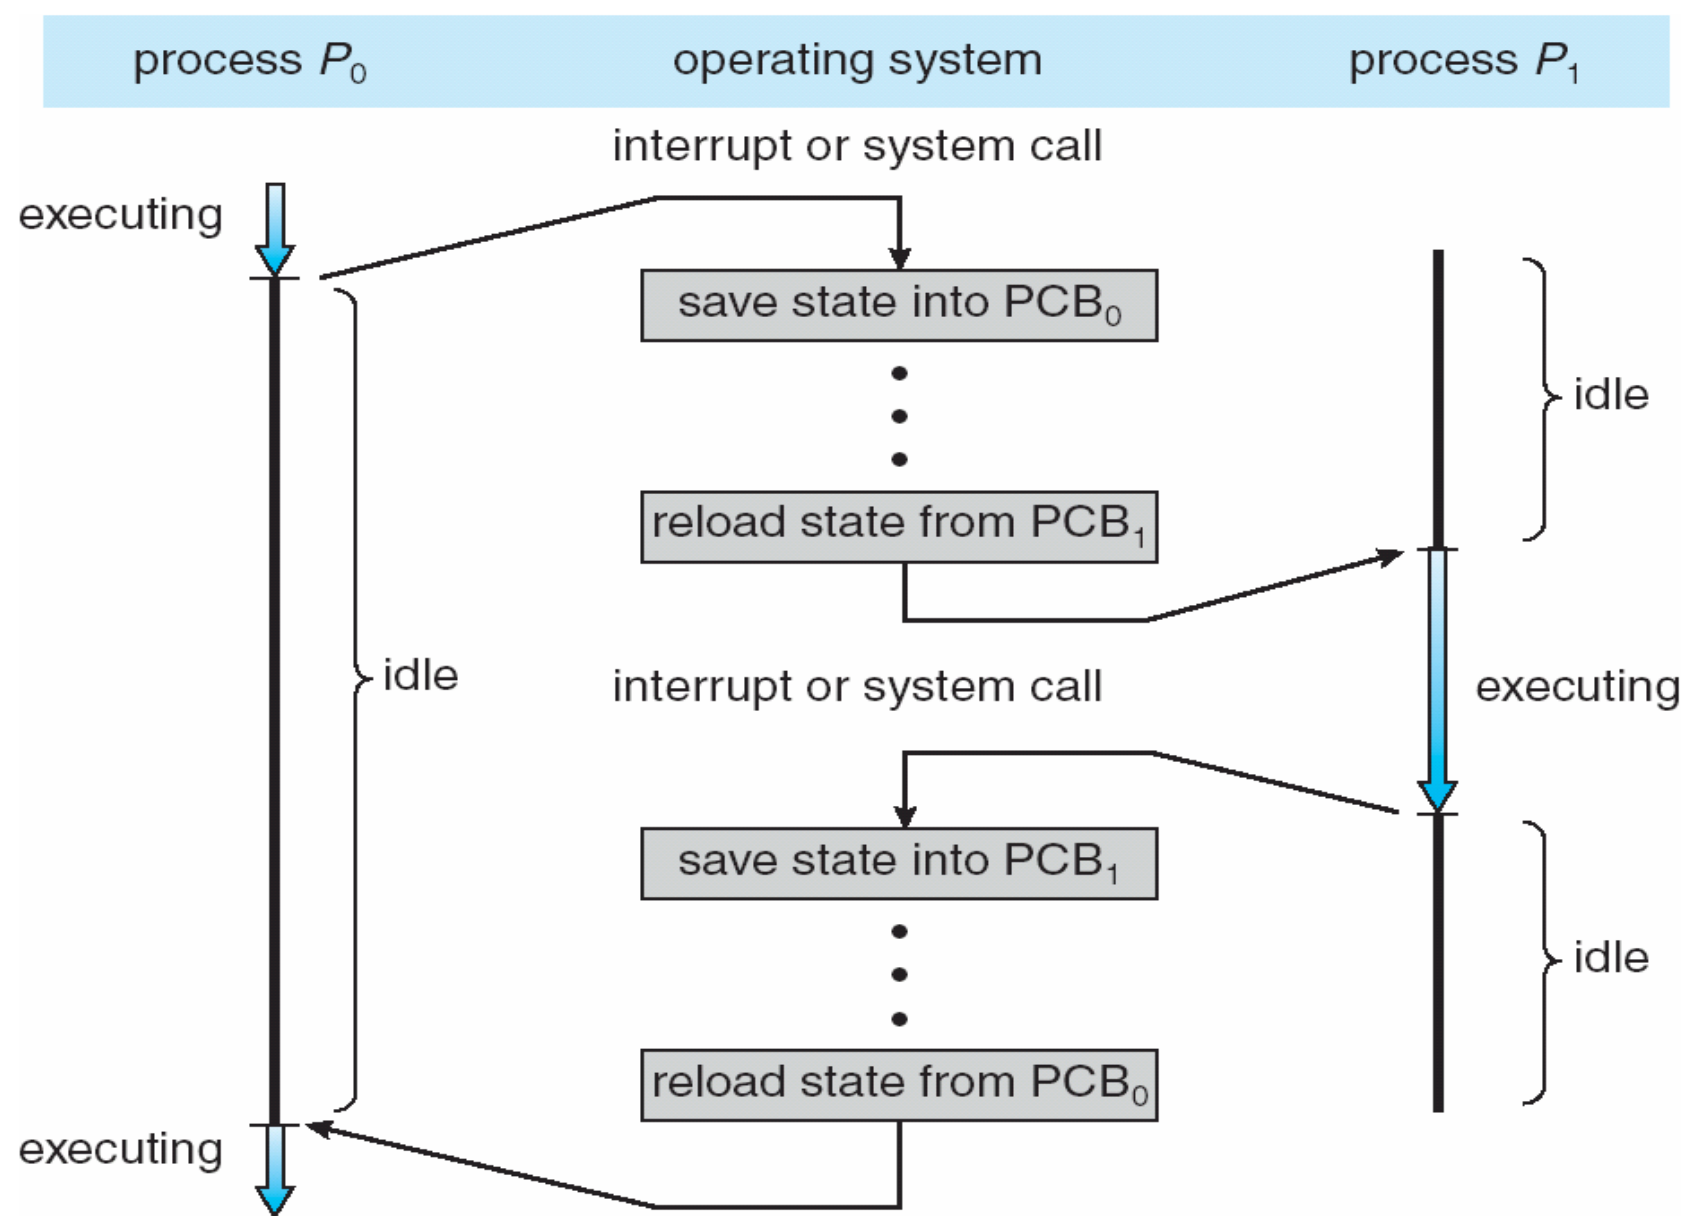 process P0 operating system process P1
interrupt or system call
executing
save state into PCB0
idle
reload state from PCB1
idle
interrupt or system call
executing
save state into PCB1
idle
reload state from PCB0
executing